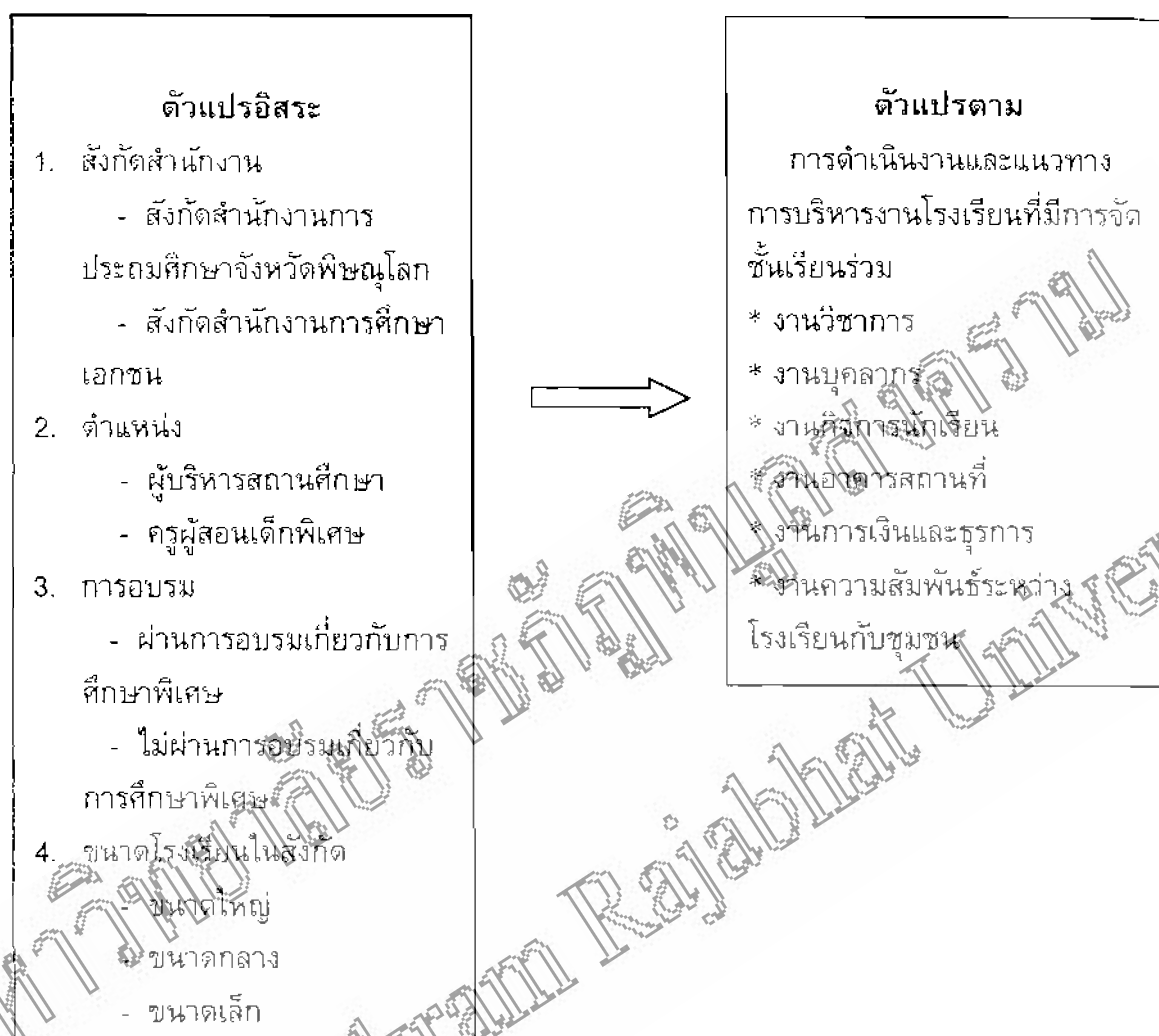 ตัวแปรอิสระ
1. สังกัดสำนักงาน
- สังกัดสำนักงานการ
ประถมศึกษาจังหวัดพิษณุโลก
- สังกัดสำนักงานการศึกษา
เอกชน
2. ตำแหน่ง
- ผู้บริหารสถานศึกษา
- ครูผู้สอนเด็กพิเศษ
3. การอบรม
- ผ่านการอบรมเกี่ยวกับการ
ศึกษาพิเศษ
- ไม่ผ่านการอบรมเกี่ยวกับ
การศึกษาพิเศษ
4. ขนาดโรงเรียนในสังกัด
- ขนาดใหญ่
- ขนาดกลาง
- ขนาดเล็ก
ตัวแปรตาม
การดำเนินงานและแนวทาง
การบริหารงานโรงเรียนที่มีการจัด
ชั้นเรียนร่วม
* งานวิชาการ
* งานบุคลากร
* งานกิจการนักเรียน
* งานอาคารสถานที่
* งานการเงินและธุรการ
* งานความสัมพันธ์ระหว่าง
โรงเรียนกับชุมชน
ราชภัฏพิบูลสงคราม
Rajabhat